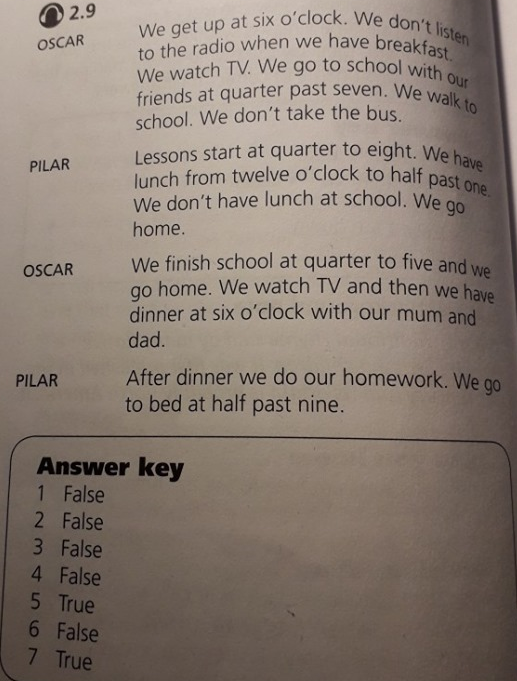 2.9
OSCAR We get up at six o'clock. We don't listen
to the radio when we have breakfast.
We watch TV. We go to school with our
friends at quarter past seven. We walk to
school. We don't take the bus.
PILAR Lessons start at quarter to eight. We have
lunch from twelve o'clock to half past one.
We don't have lunch at school. We go
home.
OSCAR We finish school at quarter to five and we
go home. We watch TV and then we have
dinner at six o'clock with our mum and
dad.
PILAR After dinner we do our homework. We go
to bed at half past nine.
Answer key
1 False
2 False
3 False
4 False
5 True
6 False
7 True